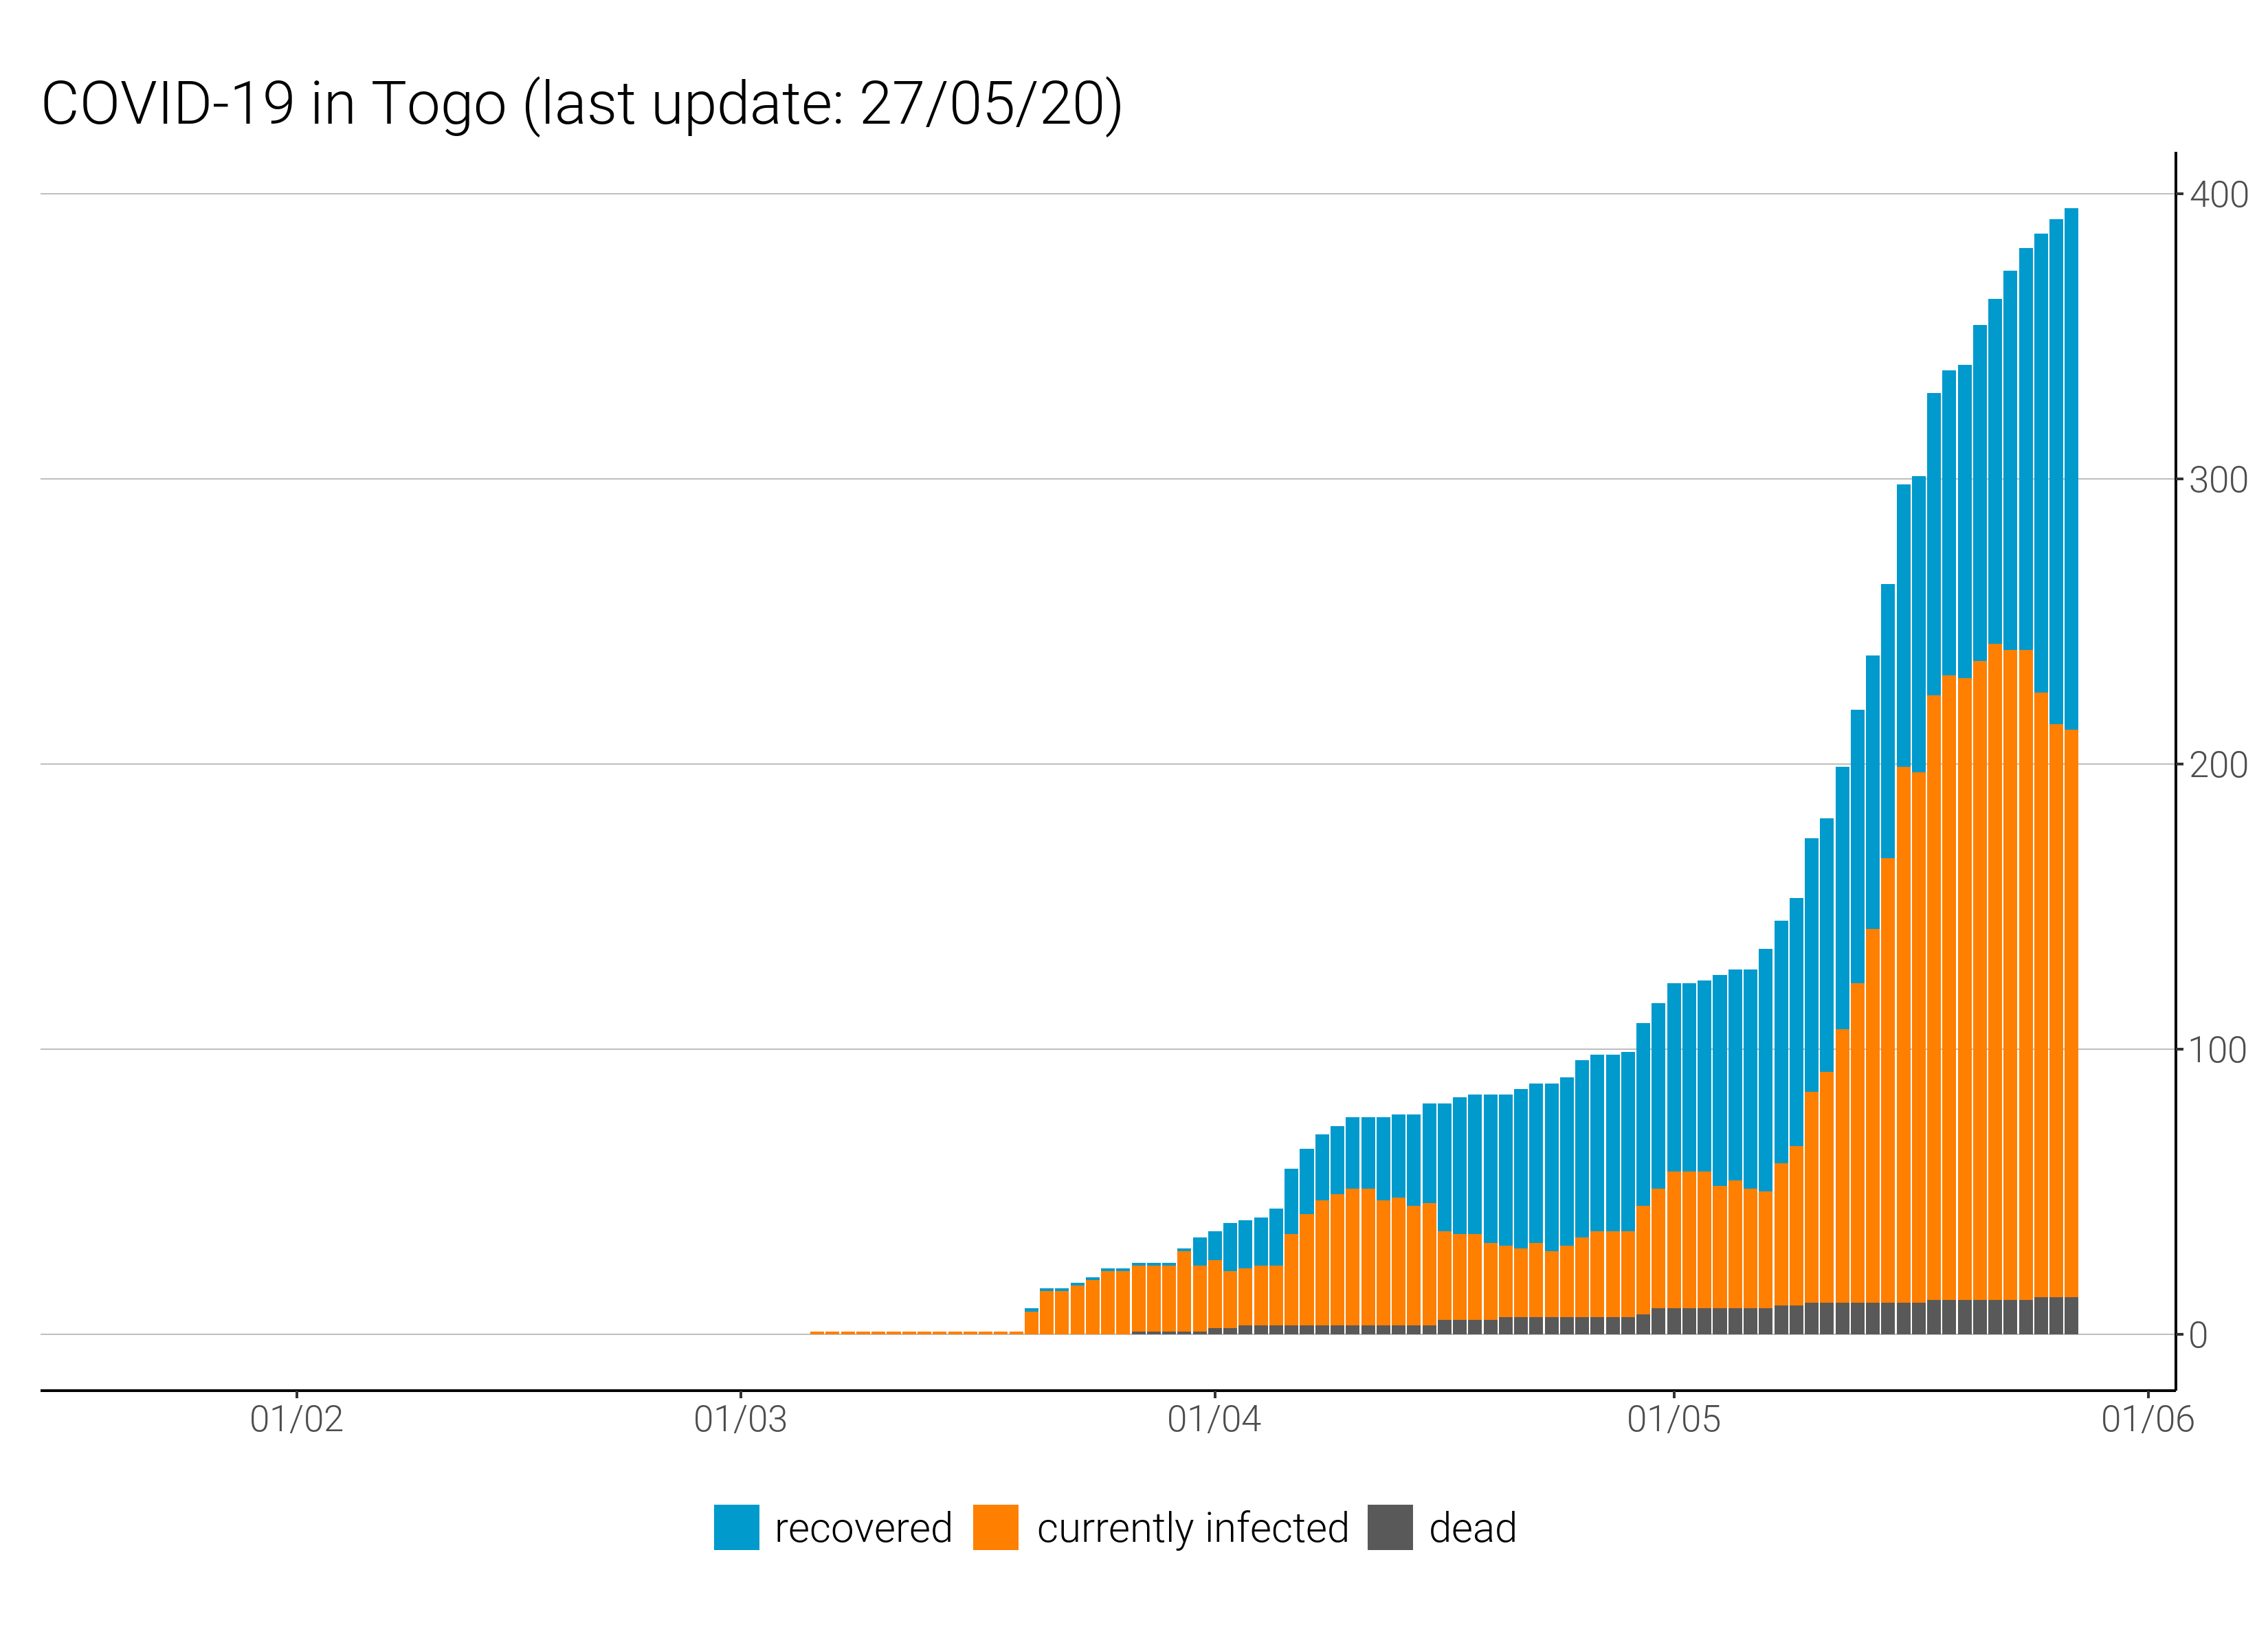 COVID-19 in Togo (last update: 27/05/20)
400
300
200
100
0
01/02 01/03 01/04 01/05 01/06
recovered currently infected dead